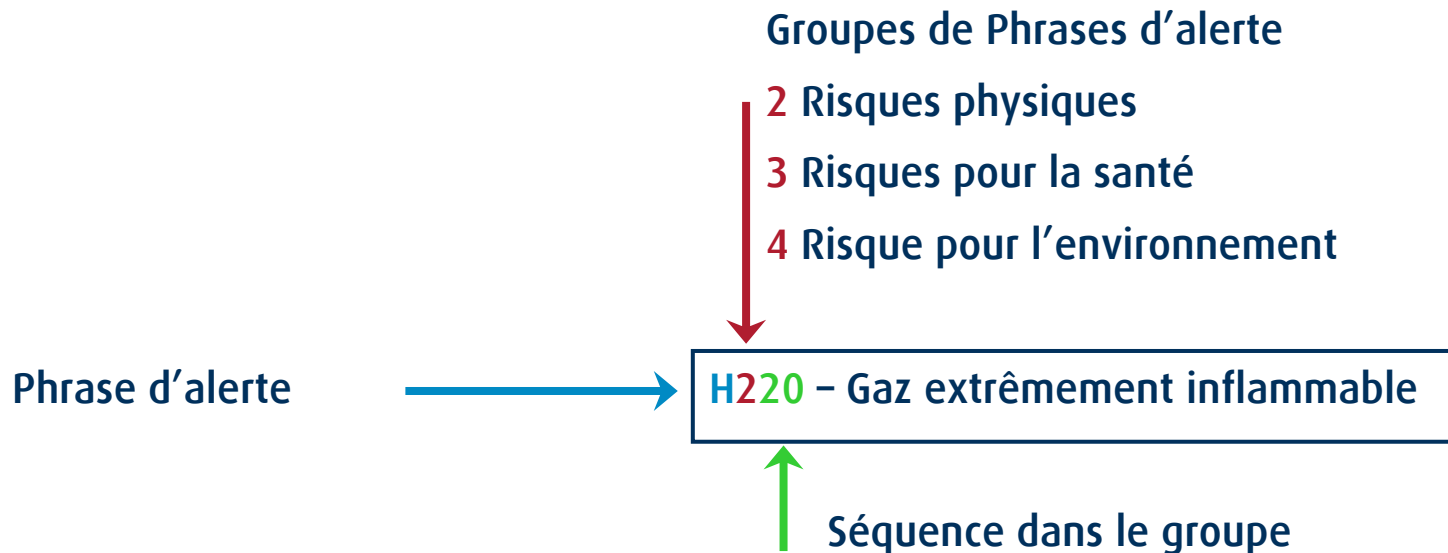 Groupes de Phrases d’alerte
2 Risques physiques
3 Risques pour la santé
4 Risque pour l’environnement
Phrase d’alerte
H220 – Gaz extrêmement inflammable
Séquence dans le groupe